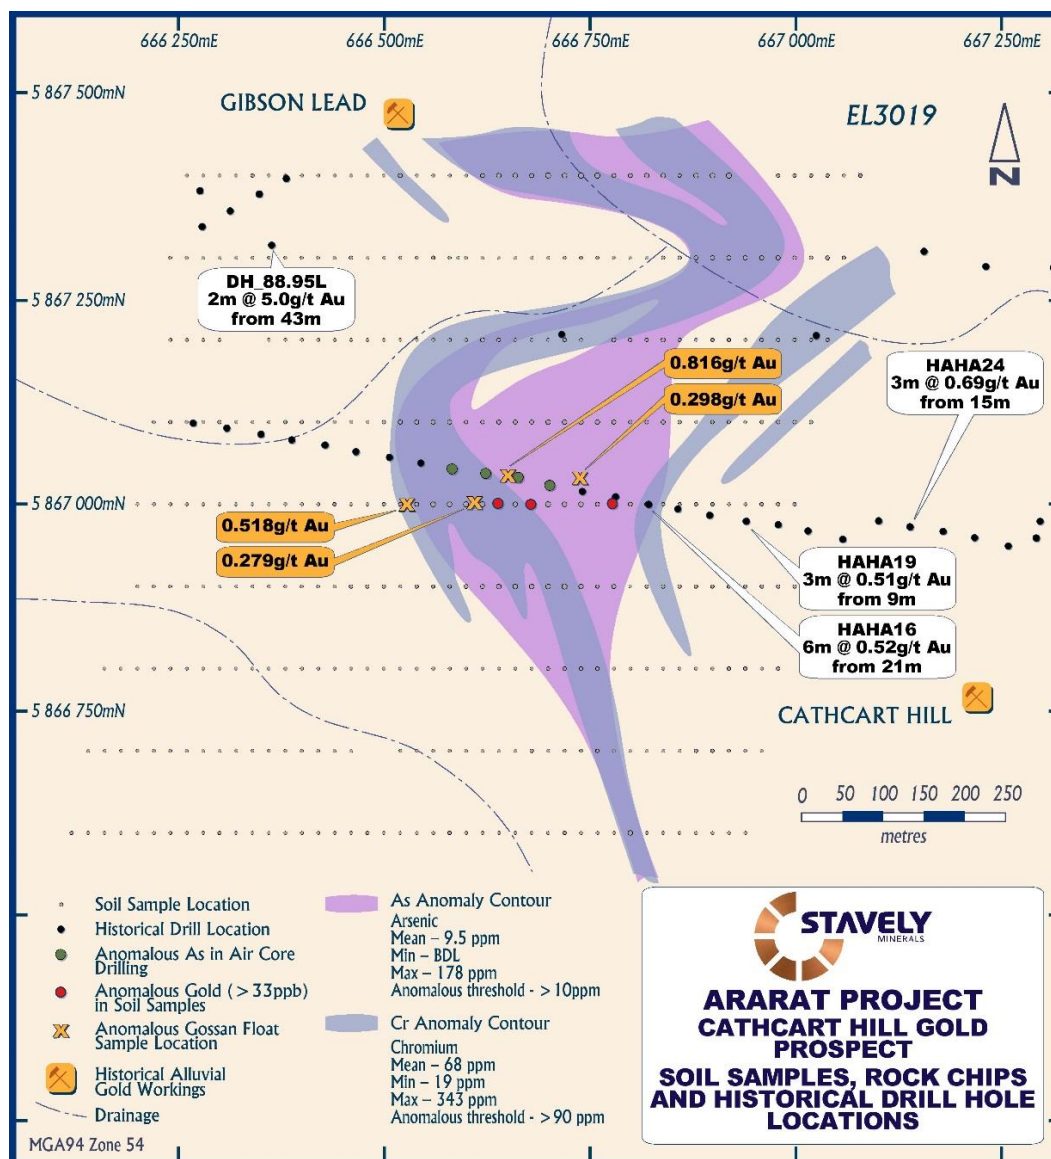 666 250mE
666 500mE
666 750mE
667 000mE
667 250mE
5 867 500mN
GIBSON LEAD
EL3019
N
DH_88.95L
2m @ 5.0g/t Au
from 43m
5 867 250mN
0.816g/t Au
0.298g/t Au
HAHA24
3m @ 0.69g/t Au
from 15m
5 867 000mN
0.518g/t Au
0.279g/t Au
HAHA19
3m @ 0.51g/t Au
from 9m
HAHA16
6m @ 0.52g/t Au
from 21m
5 866 750mN
CATHCART HILL
0 50 100 150 200 250
metres
Soil Sample Location
Historical Drill Location
Anomalous As in Air Core
Drilling
Anomalous Gold (>33ppb)
in Soil Samples
Anomalous Gossan Float
Sample Location
Historical Alluvial
Gold Workings
Drainage
MGA94 Zone 54
As Anomaly Contour
Arsenic
Mean – 9.5 ppm
Min – BDL
Max – 178 ppm
Anomalous threshold - >10ppm
Cr Anomaly Contour
Chromium
Mean – 68 ppm
Min – 19 ppm
Max – 343 ppm
Anomalous threshold - >90 ppm
STAVELY
MINERALS
ARARAT PROJECT
CATHCART HILL GOLD
PROSPECT
SOIL SAMPLES, ROCK CHIPS
AND HISTORICAL DRILL HOLE
LOCATIONS